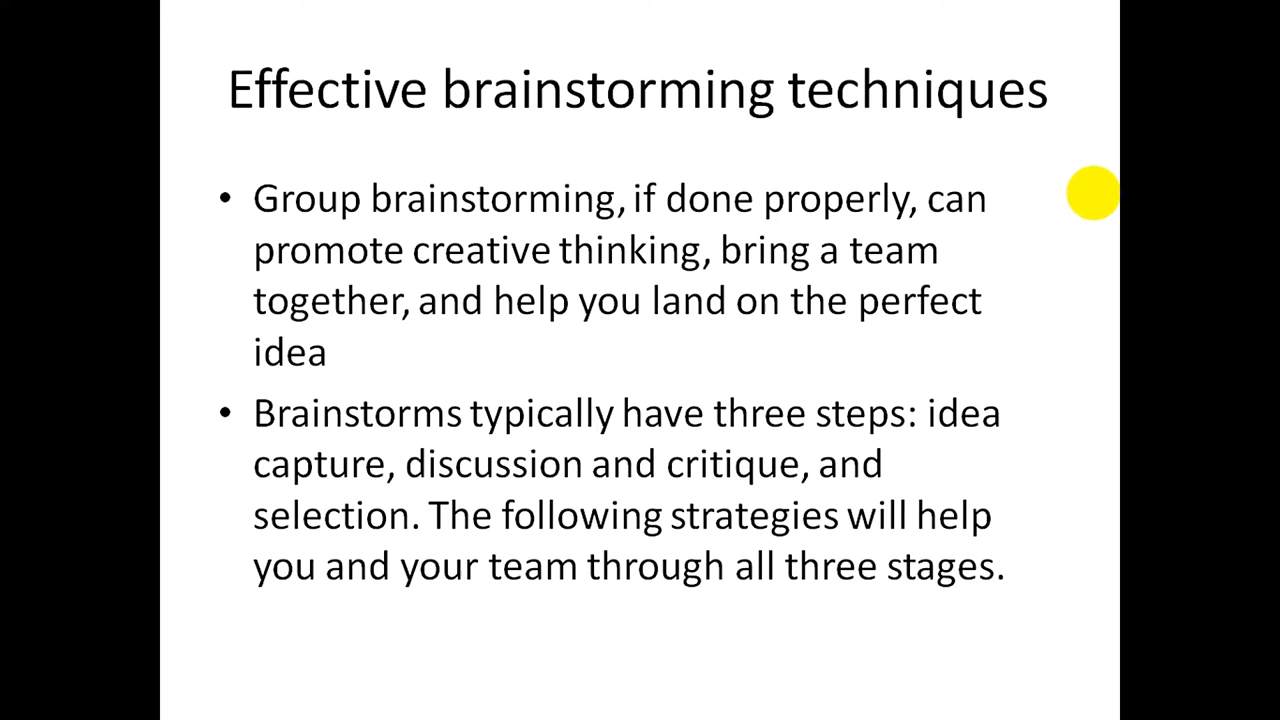 Effective brainstorming techniques
• Group brainstorming, if done properly, can
promote creative thinking, bring a team
together, and help you land on the perfect
idea
• Brainstorms typically have three steps: idea
capture, discussion and critique, and
selection. The following strategies will help
you and your team through all three stages.